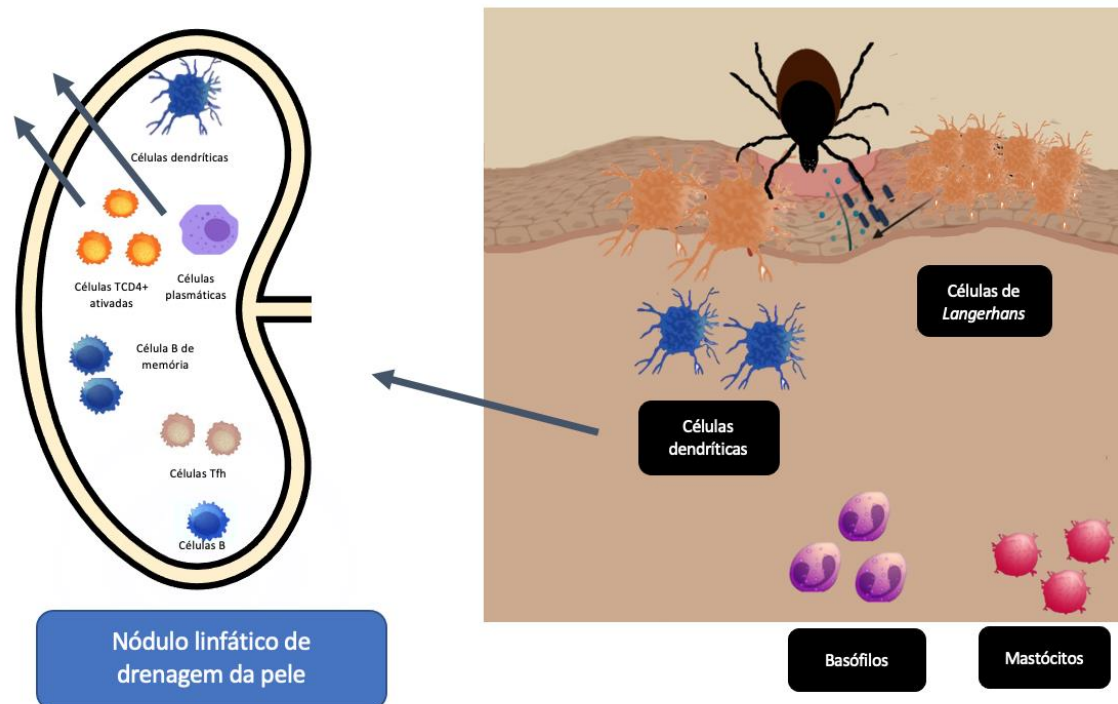 Células dendríticas
Células TCD4+
ativadas
Células
plasmáticas
Célula B de
memória
Células Tfh
Células B
Nódulo linfático de
drenagem da pele
Células de
Langerhans
Células
dendríticas
Basófilos
Mastócitos